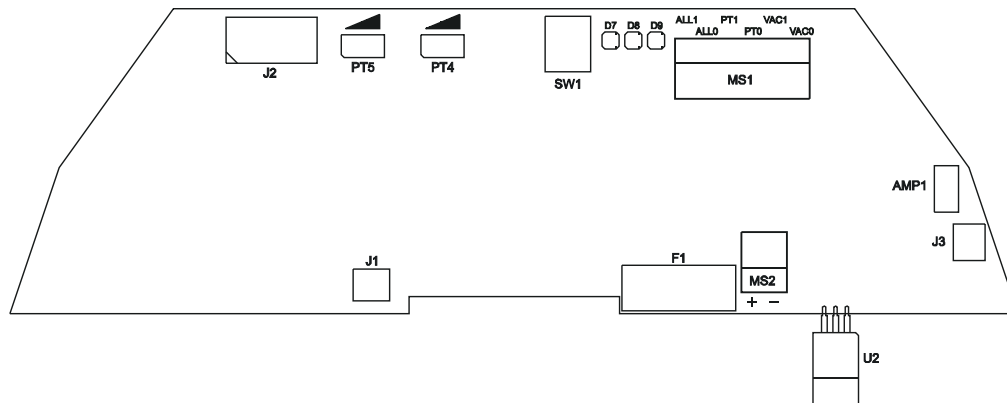 D7 D8 D9 ALL1 PT1 VAC1
ALL0 PT0 VAC0
J2 PT5 PT4 SW1 MS1
AMP1
J3
J1 F1 MS2
+ −
U2